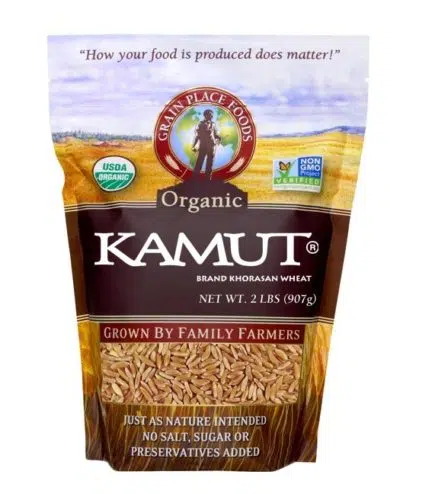 “How your food is produced does matter!”
GRAIN PLACE FOODS
USDA
ORGANIC
NON
GMO
Project
VERIFIED
Organic
KAMUT®
BRAND KHORASAN WHEAT
NET WT. 2 LBS (907g)
GROWN BY FAMILY FARMERS
JUST AS NATURE INTENDED
NO SALT, SUGAR OR
PRESERVATIVES ADDED